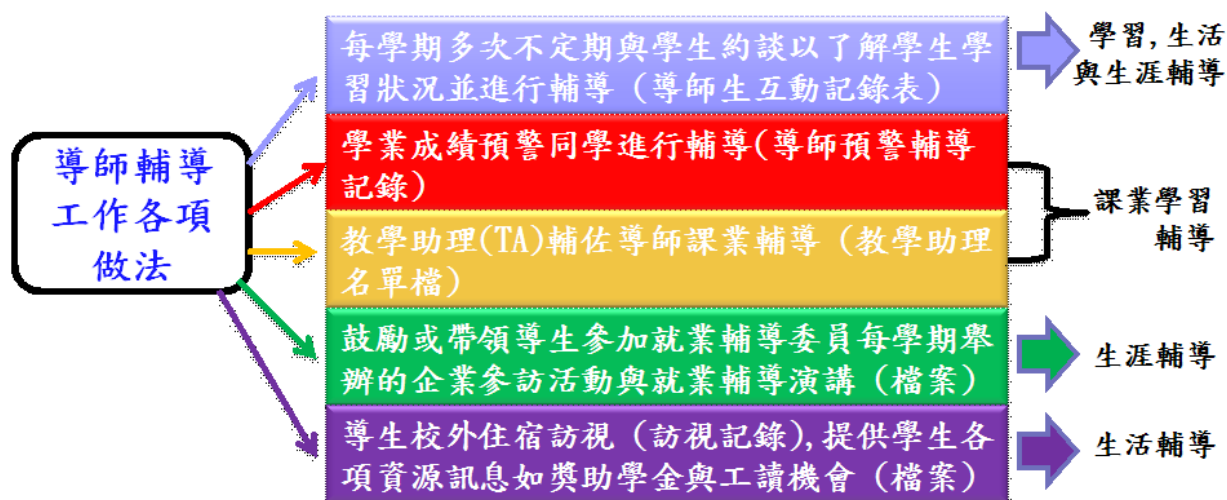 導師輔導
工作各項
做法
每學期多次不定期與學生約談以了解學生學
習狀況並進行輔導（導師生互動記錄表）
學業成績預警同學進行輔導(導師預警輔導
記錄）
教學助理(TA)輔佐導師課業輔導（教學助理
名單檔）
鼓勵或帶領導生參加就業輔導委員每學期舉
辦的企業參訪活動與就業輔導演講（檔案）
導生校外住宿訪視（訪視記錄）,提供學生各
項資源訊息如獎助學金與工讀機會（檔案）
學習,生活
與生涯輔導
課業學習
輔導
生涯輔導
生活輔導